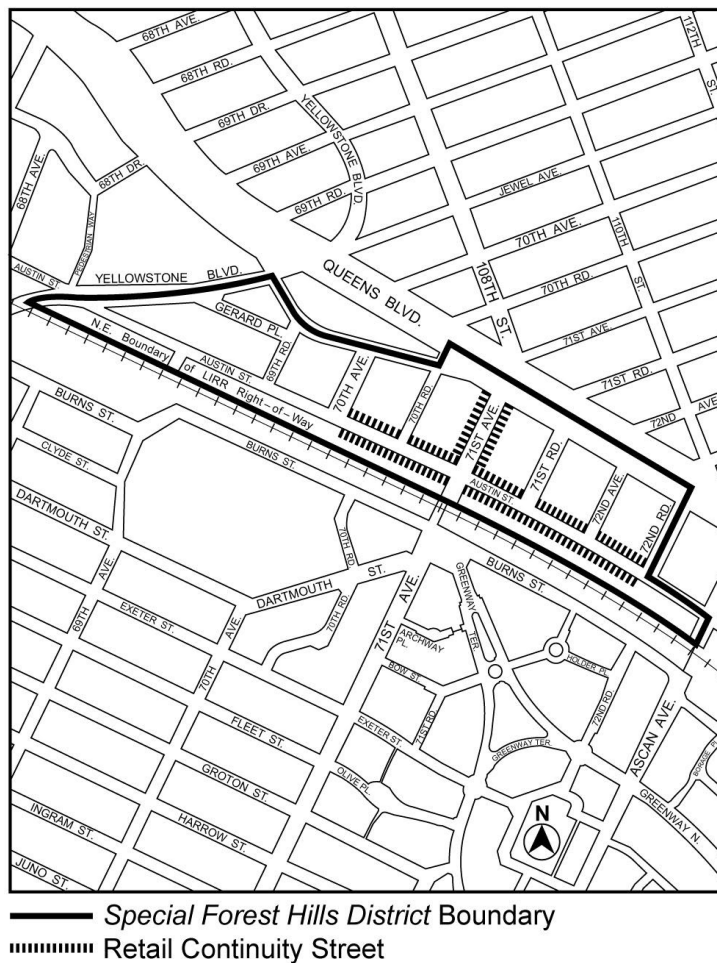 68TH AVE.
112TH
ST.
68TH RD.
69TH DR.
YELLOWSTONE BLVD.
68TH AVE.
68TH DR.
69TH AVE.
JEWEL AVE.
PEDESTRIAN WAY
69TH RD.
70TH AVE.
110TH
ST.
AUSTIN ST.
YELLOWSTONE BLVD.
QUEENS BLVD.
108TH
ST.
70TH RD.
GERARD PL.
71ST AVE.
N.E. Boundary
of LIRR Right-of-Way
AUSTIN ST.
69TH RD.
70TH AVE.
71ST RD.
BURNS ST.
70TH RD.
71ST AVE.
72ND AVE.
CLYDE ST.
BURNS ST.
71ST RD.
AUSTIN ST.
72ND AVE.
72ND RD.
DARTMOUTH ST.
70TH RD.
69TH
AVE.
DARTMOUTH ST.
BURNS ST.
GREENWAY
TER.
EXETER ST.
70TH
AVE.
70TH RD.
71ST AVE.
ARCHWAY
PL.
HOLDER PL.
BOW ST.
71ST RD.
72ND RD
FLEET ST.
EXETER ST.
GREENWAY TER.
ASCAN AVE.
GROTON ST.
OLIVE PL.
GREENWAY N.
INGRAM ST.
HARROW ST.
N
JUNO ST.
Special Forest Hills District Boundary
Retail Continuity Street